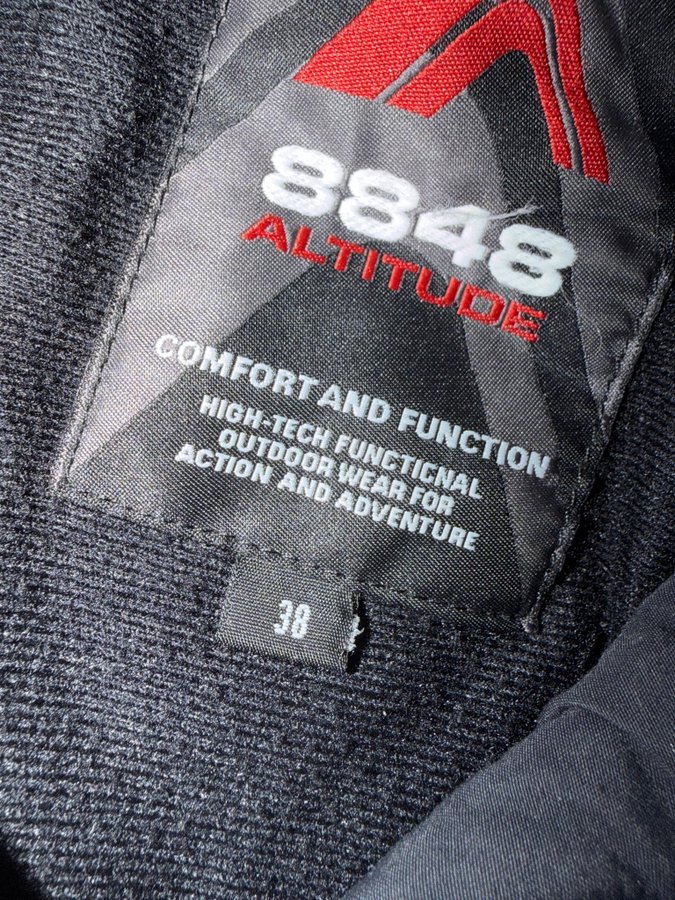 8848
ALTITUDE
COMFORT AND FUNCTION
HIGH-TECH FUNCTIONAL
OUTDOOR WEAR FOR
ACTION AND ADVENTURE
38